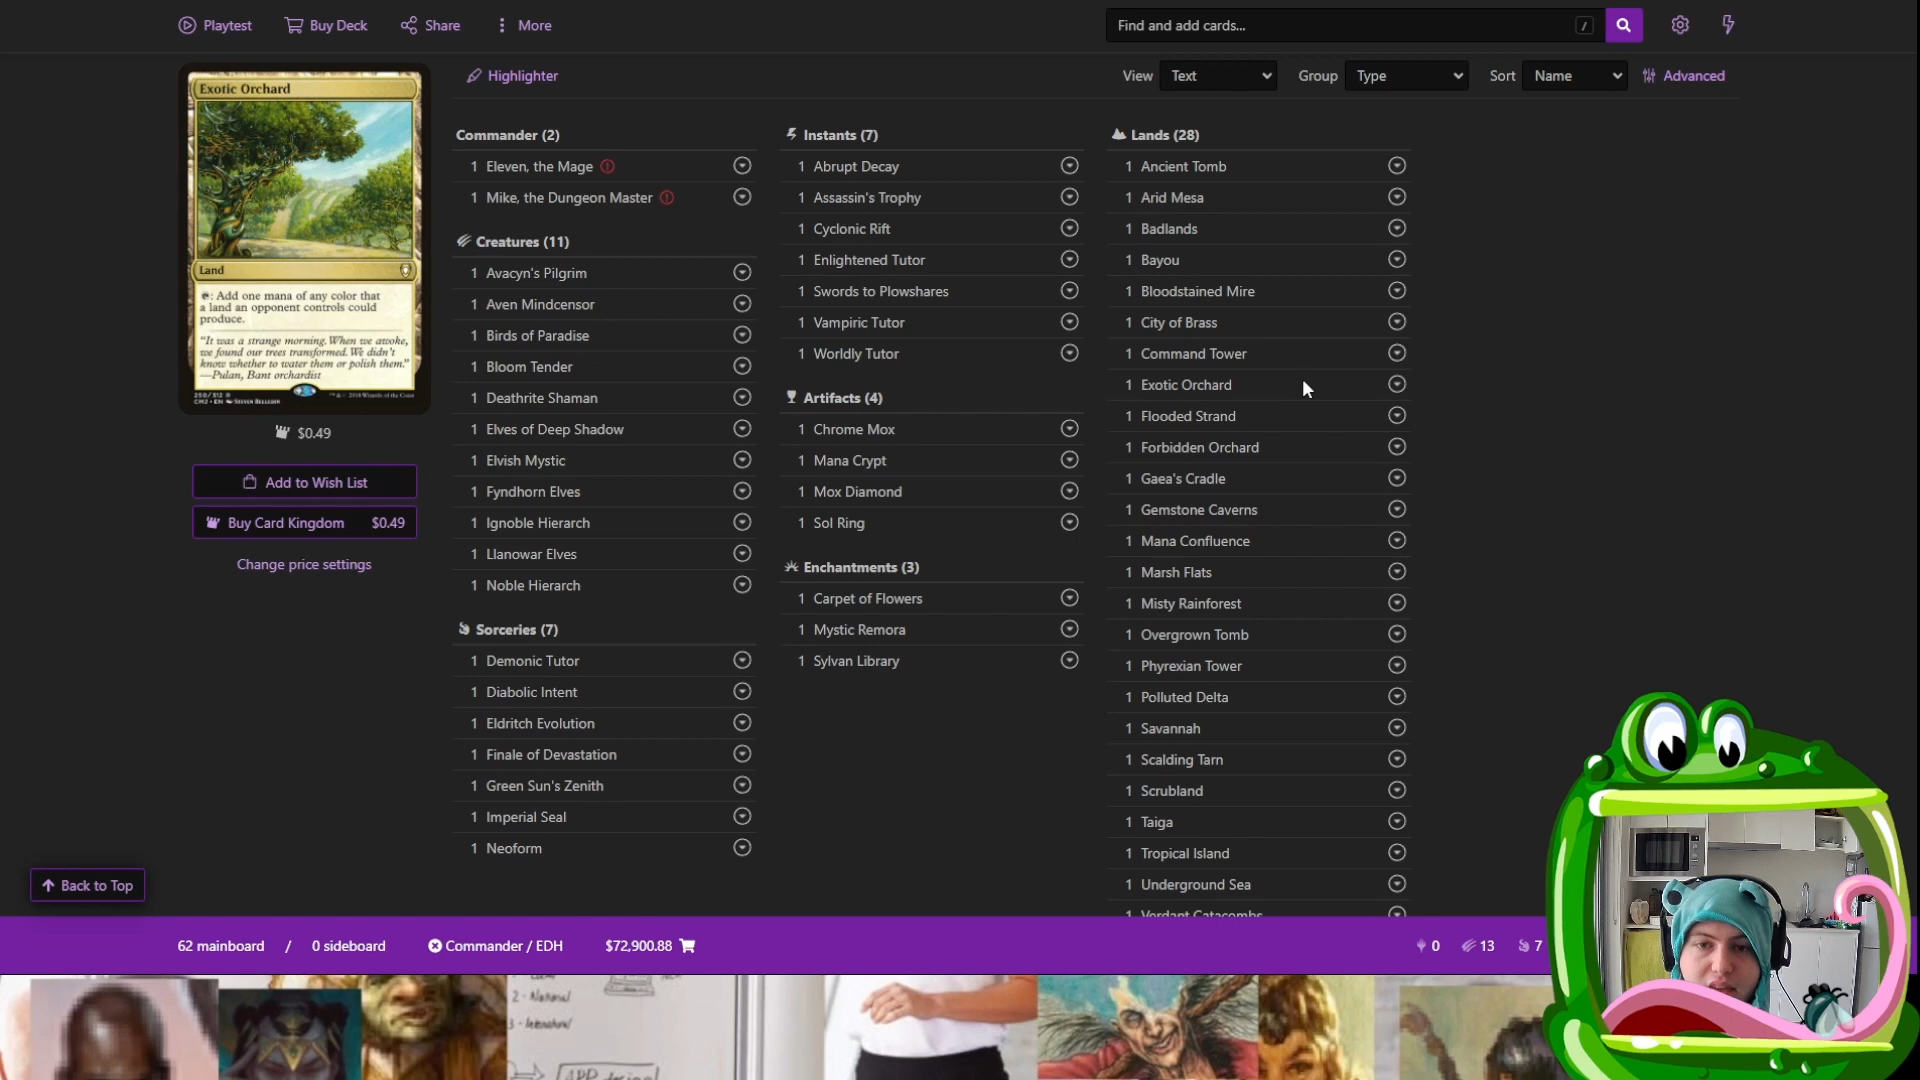 Playtest
Buy Deck
Share
More
Find and add cards...
/
Highlighter
View Text
Group Type
Sort Name
Advanced
Exotic Orchard
Land
: Add one mana of any color that
a land an opponent controls could
produce.
"It was a strange morning. When we awoke,
we found our trees transformed. We didn't
know whether to water them or polish them."
—Pulan, Bant orchardist
$0.49
Add to Wish List
Buy Card Kingdom $0.49
Change price settings
Commander (2)
1 Eleven, the Mage
1 Mike, the Dungeon Master
Creatures (11)
1 Avacyn's Pilgrim
1 Aven Mindcensor
1 Birds of Paradise
1 Bloom Tender
1 Deathrite Shaman
1 Elves of Deep Shadow
1 Elvish Mystic
1 Fyndhorn Elves
1 Ignoble Hierarch
1 Llanowar Elves
1 Noble Hierarch
Sorceries (7)
1 Demonic Tutor
1 Diabolic Intent
1 Eldritch Evolution
1 Finale of Devastation
1 Green Sun's Zenith
1 Imperial Seal
1 Neoform
Instants (7)
1 Abrupt Decay
1 Assassin's Trophy
1 Cyclonic Rift
1 Enlightened Tutor
1 Swords to Plowshares
1 Vampiric Tutor
1 Worldly Tutor
Artifacts (4)
1 Chrome Mox
1 Mana Crypt
1 Mox Diamond
1 Sol Ring
Enchantments (3)
1 Carpet of Flowers
1 Mystic Remora
1 Sylvan Library
Lands (28)
1 Ancient Tomb
1 Arid Mesa
1 Badlands
1 Bayou
1 Bloodstained Mire
1 City of Brass
1 Command Tower
1 Exotic Orchard
1 Flooded Strand
1 Forbidden Orchard
1 Gaea's Cradle
1 Gemstone Caverns
1 Mana Confluence
1 Marsh Flats
1 Misty Rainforest
1 Overgrown Tomb
1 Phyrexian Tower
1 Polluted Delta
1 Savannah
1 Scalding Tarn
1 Scrubland
1 Taiga
1 Tropical Island
1 Underground Sea
1 Verdant Catacombs
Back to Top
62 mainboard / 0 sideboard
Commander / EDH
$72,900.88
0
13
7
2 - National
3 - International